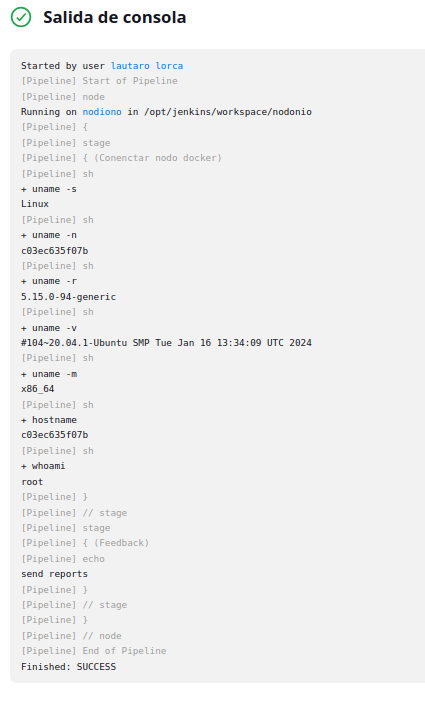 Salida de consola
Started by user lautaro lorca
[Pipeline] Start of Pipeline
[Pipeline] node
Running on nodiono in /opt/jenkins/workspace/nodonio
[Pipeline] {
[Pipeline] stage
[Pipeline] { (Conenctar nodo docker)
[Pipeline] sh
+ uname -s
Linux
[Pipeline] sh
+ uname -n
c03ec635f07b
[Pipeline] sh
+ uname -r
5.15.0-94-generic
[Pipeline] sh
+ uname -v
#104~20.04.1-Ubuntu SMP Tue Jan 16 13:34:09 UTC 2024
[Pipeline] sh
+ uname -m
x86_64
[Pipeline] sh
+ hostname
c03ec635f07b
[Pipeline] sh
+ whoami
root
[Pipeline] }
[Pipeline] // stage
[Pipeline] stage
[Pipeline] { (Feedback)
[Pipeline] echo
send reports
[Pipeline] }
[Pipeline] // stage
[Pipeline] }
[Pipeline] // node
[Pipeline] End of Pipeline
Finished: SUCCESS